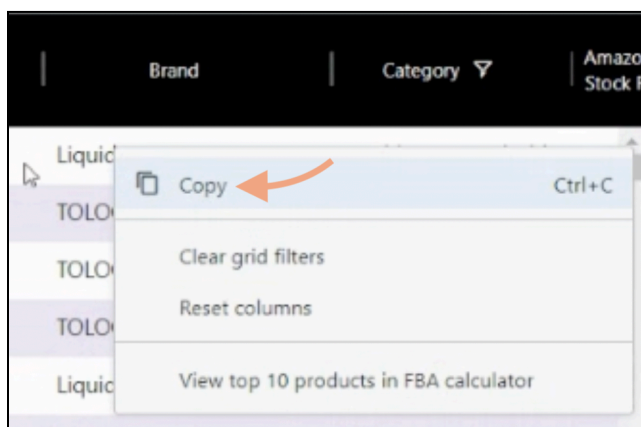 Brand Category Amazo
Stock F
Liquid
Copy Ctrl+C
TOLO
Clear grid filters
TOLO
Reset columns
TOLO
View top 10 products in FBA calculator
Liquid